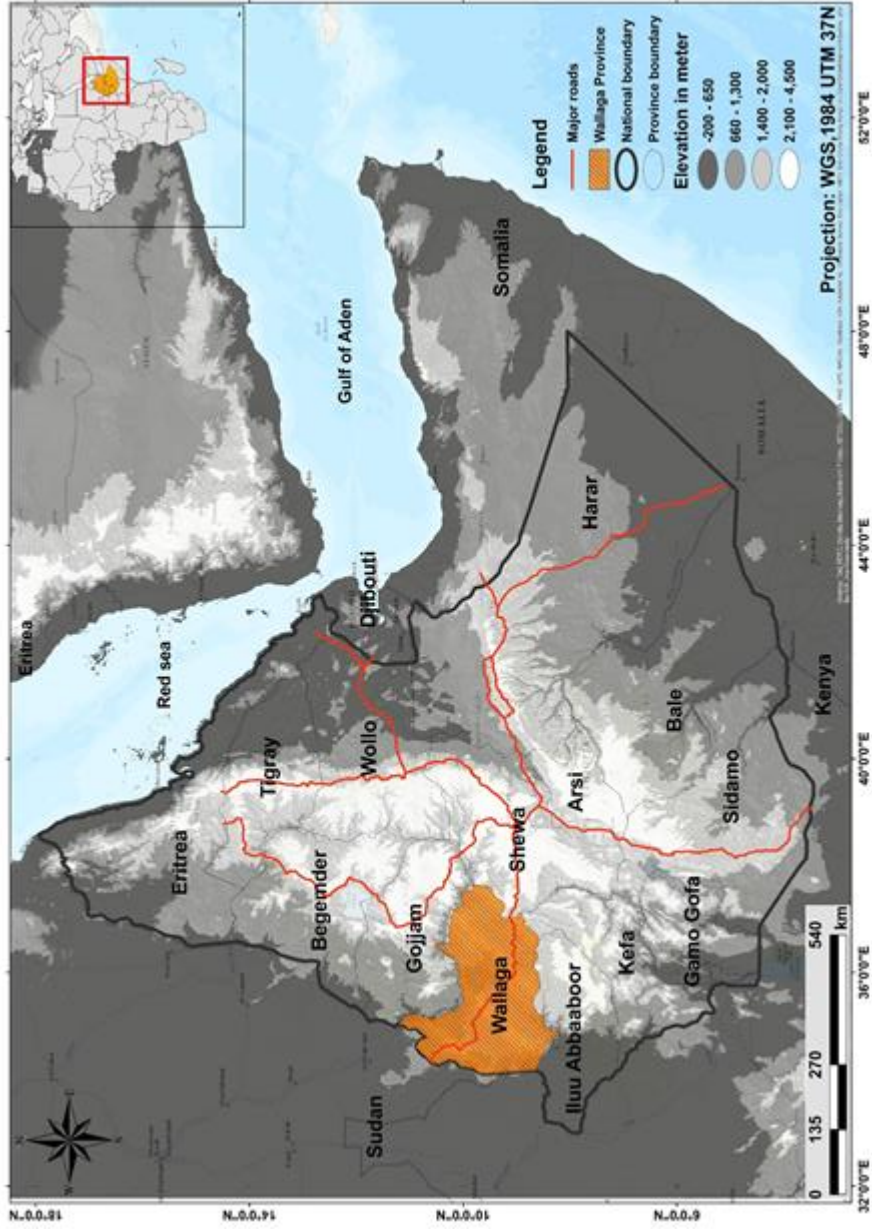 Eritrea
Red sea
Gulf of Aden
Eritrea
Tigray
Begemder
Wollo
Djibouti
Gojjam
Sudan
Wallaga
Shewa
Somalia
Harar
Arsi
Iluu Abbaaboor
Kefa
Bale
Gamo Gofa
Sidamo
Kenya
SOMALIA
Legend
Major roads
Wallaga Province
National boundary
Province boundary
Elevation in meter
-200 - 650
660 - 1,300
1,400 - 2,000
2,100 - 4,500
Projection: WGS,1984 UTM 37N
0 135 270 540
km
N
W
E
S
18°0'0"N
14°0'0"N
10°0'0"N
6°0'0"N
32°0'0"E
36°0'0"E
40°0'0"E
44°0'0"E
48°0'0"E
52°0'0"E